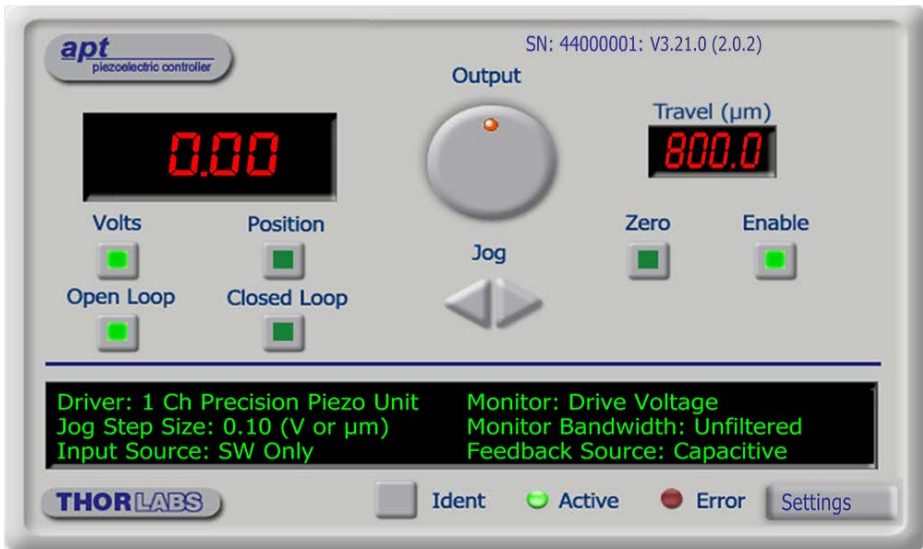 apt
piezoelectric controller
SN: 44000001: V3.21.0 (2.0.2)
Output
Travel (µm)
0.00
800.0
Volts
Position
Zero
Enable
Jog
Open Loop
Closed Loop
Driver: 1 Ch Precision Piezo Unit
Monitor: Drive Voltage
Jog Step Size: 0.10 (V or µm)
Monitor Bandwidth: Unfiltered
Input Source: SW Only
Feedback Source: Capacitive
THORLABS
Ident
Active
Error
Settings